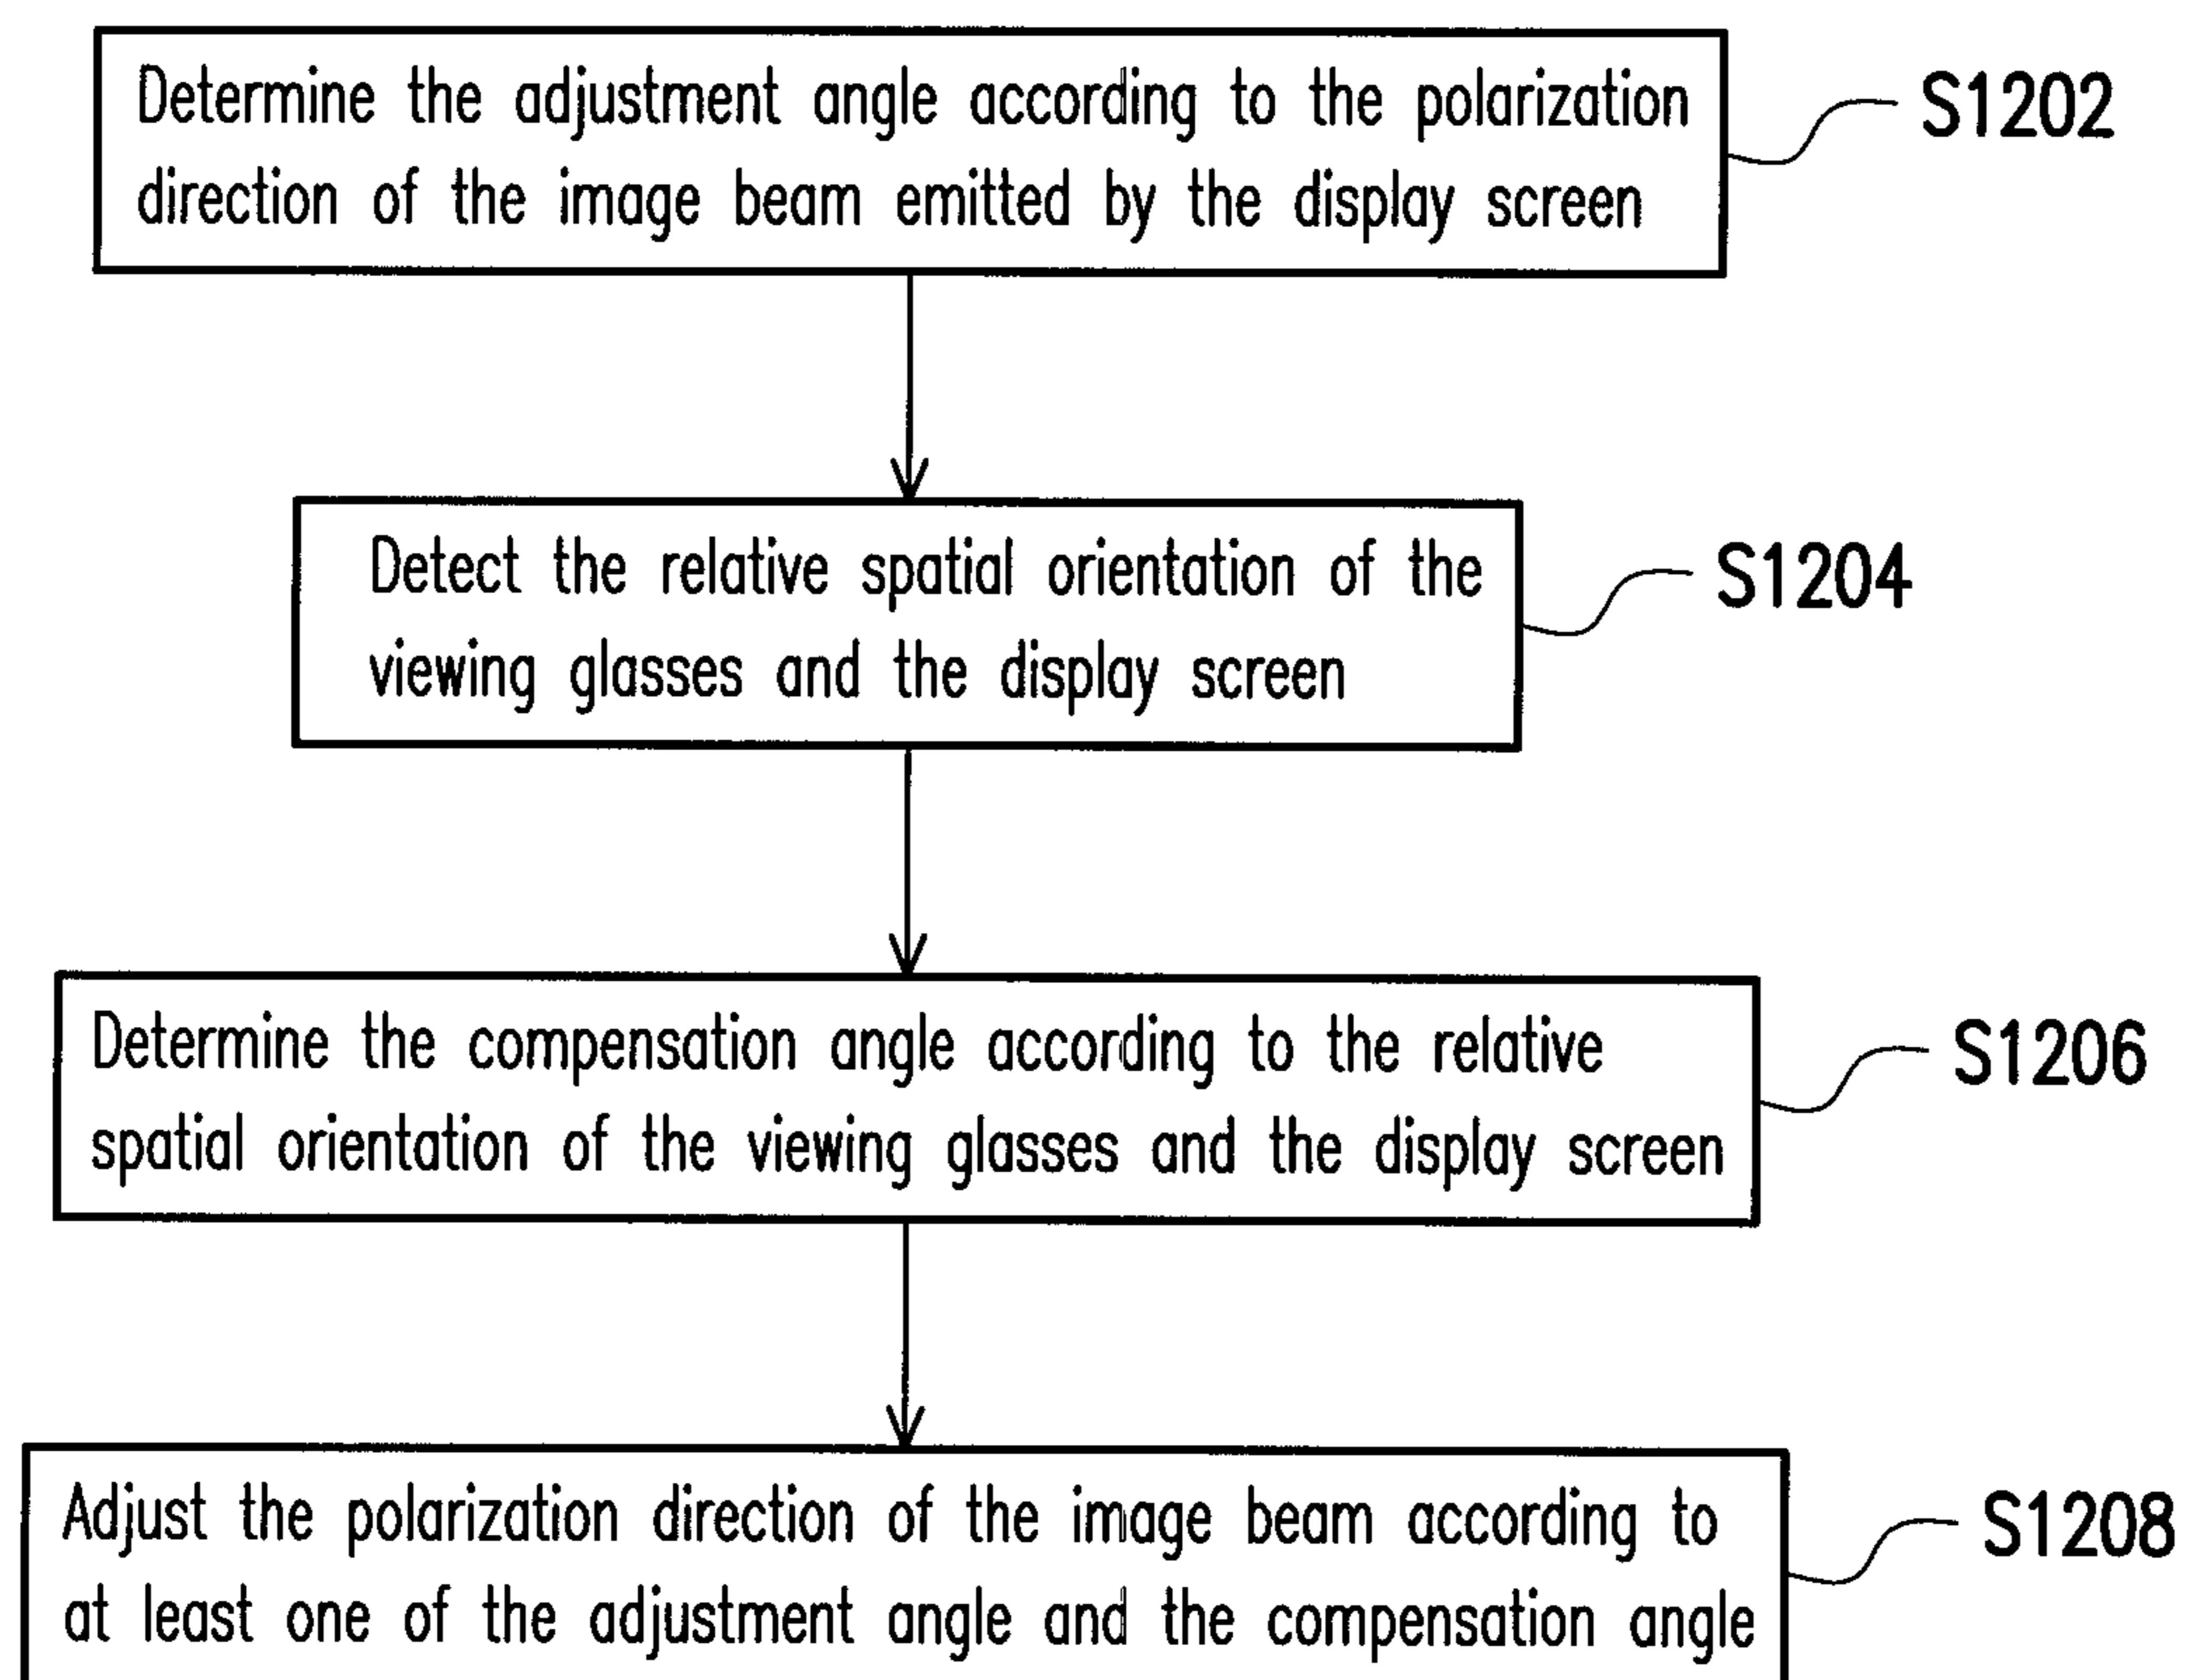 Determine the adjustment angle according to the polarization
direction of the image beam emitted by the display screen
S1202
Detect the relative spatial orientation of the
viewing glasses and the display screen
S1204
Determine the compensation angle according to the relative
spatial orientation of the viewing glasses and the display screen
S1206
Adjust the polarization direction of the image beam according to
at least one of the adjustment angle and the compensation angle
S1208